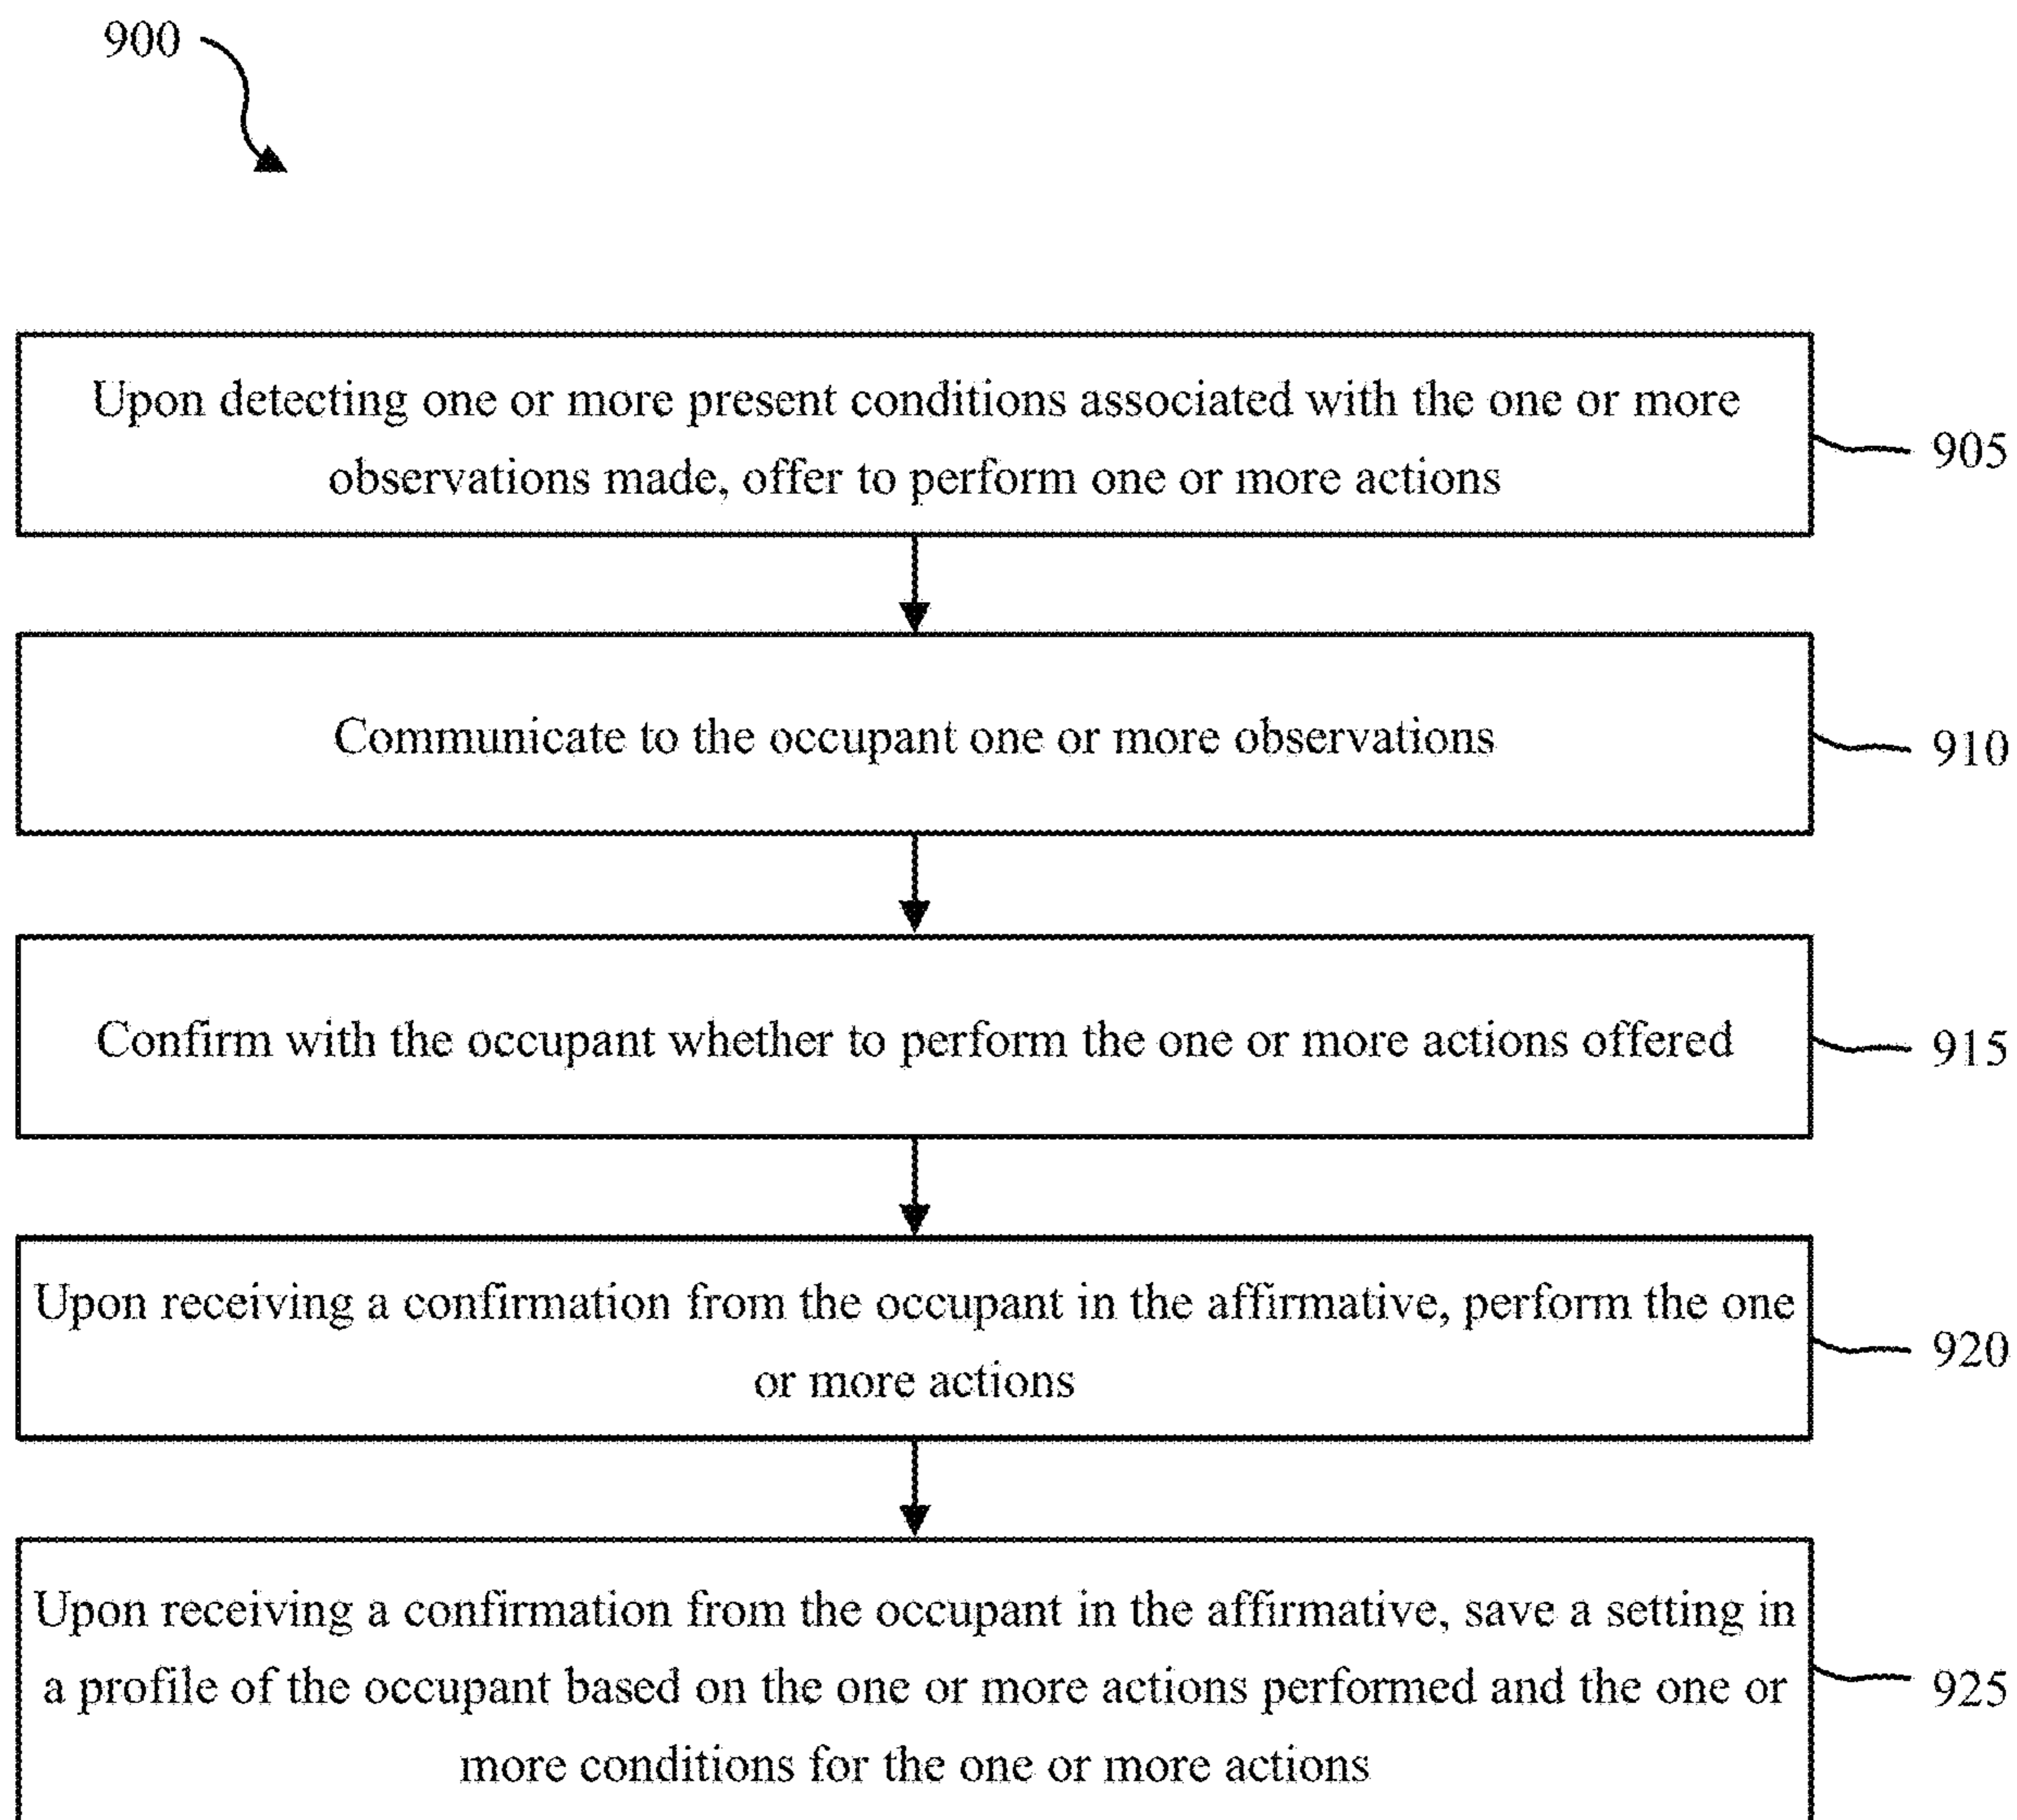 900
Upon detecting one or more present conditions associated with the one or more
observations made, offer to perform one or more actions
905
Communicate to the occupant one or more observations
910
Confirm with the occupant whether to perform the one or more actions offered
915
Upon receiving a confirmation from the occupant in the affirmative, perform the one
or more actions
920
Upon receiving a confirmation from the occupant in the affirmative, save a setting in
a profile of the occupant based on the one or more actions performed and the one or
more conditions for the one or more actions
925